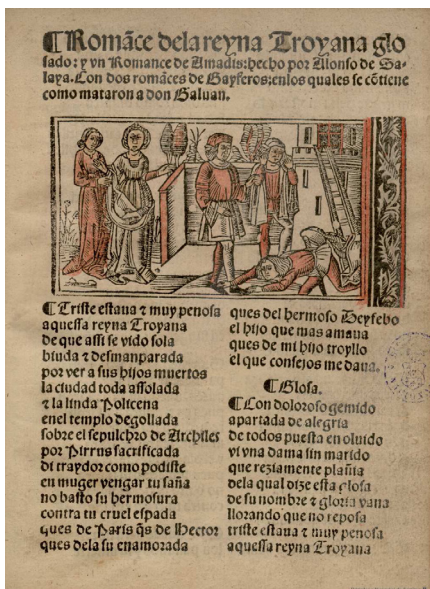 ¶Romãce dela reyna Troyana glo
sado: y vn Romance de Amadis: hecho por Alonso de Sa-
laya. Con dos romãces de Gayferos: enlos quales se cõtiene
como mataron a don Galuan.
¶Triste estaua ⁊ muy penosa
aquessa reyna Troyana
de que assi se vido sola
biuda ⁊ desmanparada
por ver a sus hijos muertos
la ciudad toda assolada
⁊ la linda Policena
enel templo degollada
sobre el sepulchro de Archiles
por Pirrus sacrificada
di traydor como podiste
en muger vengar tu saña
no basto su hermosura
contra tu cruel espada
ques de Paris q̃s de Hector
ques dela su enamorada
ques del hermoso Deyfebo
el hijo que mas amaua
ques de mi hijo troyllo
el que consejos me daua.
¶Glosa.
¶Con doloroso gemido
apartada de alegria
de todos puesta en oluido
vi vna dama sin marido
que reziamente plañia
dela qual dize esta glosa
de su nombre ⁊ gloria vana
llorando que no reposa
triste estaua ⁊ muy penosa
aquessa reyna Troyana